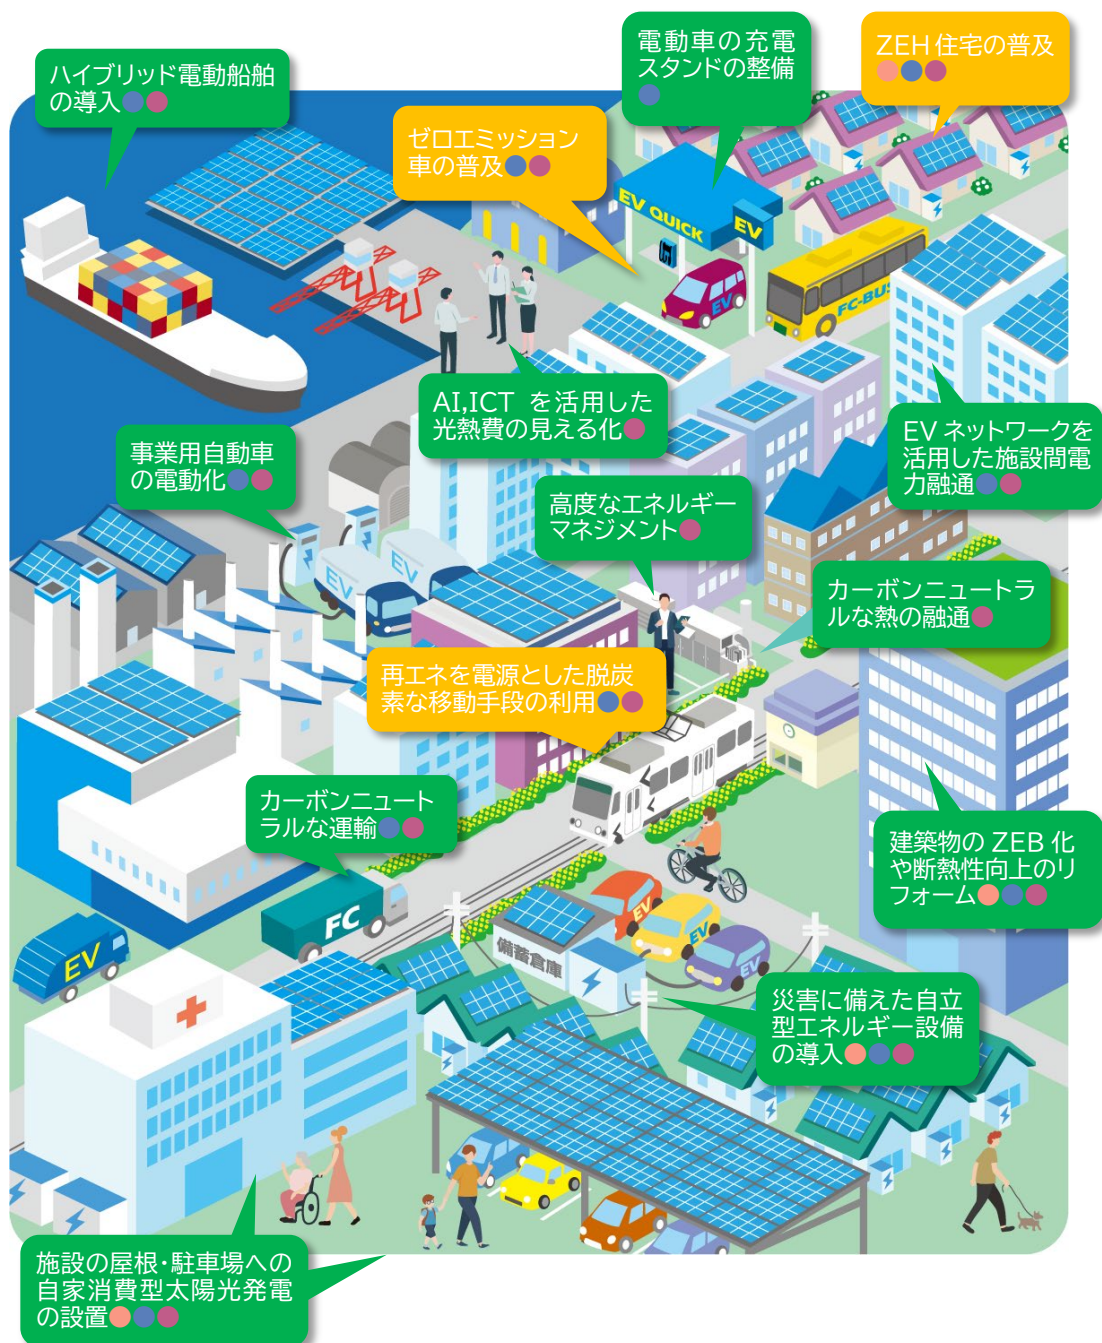 ハイブリッド電動船舶
の導入
電動車の充電
スタンドの整備
ZEH住宅の普及
ゼロエミッション
車の普及
EV QUICK
EV
EV
FC-BUS
AI,ICT を活用した
光熱費の見える化
EVネットワークを
活用した施設間電
力融通
事業用自動車
の電動化
高度なエネルギー
マネジメント
EV
EV
カーボンニュートラ
ルな熱の融通
再エネを電源とした脱炭
素な移動手段の利用
カーボンニュート
ラルな運輸
建築物の ZEB 化
や断熱性向上のリ
フォーム
FC
EV
EV
EV
EV
備蓄倉庫
災害に備えた自立
型エネルギー設備
の導入
施設の屋根・駐車場への
自家消費型太陽光発電
の設置